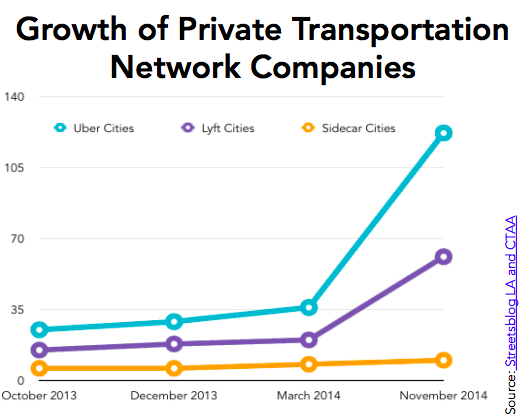 Growth of Private Transportation
Network Companies
140
Uber Cities Lyft Cities Sidecar Cities
105
70
35
0
October 2013 December 2013 March 2014 November 2014
Source: Streetsblog LA and CTAA